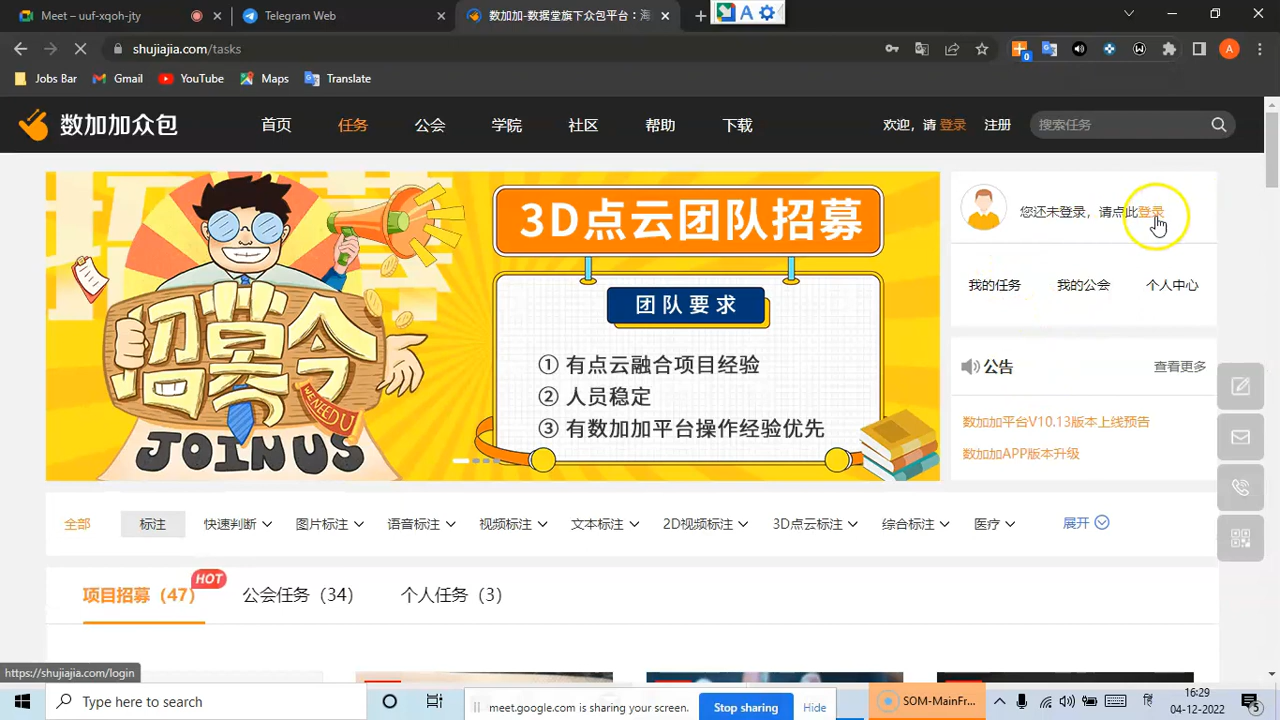 Meet - uuf-xqoh-jty
Telegram Web
数加加-数据堂旗下众包平台：海
shujiajia.com/tasks
0
A
Jobs Bar
Gmail
YouTube
Maps
Translate
数加加众包
首页
任务
公会
学院
社区
帮助
下载
欢迎，请 登录
注册
搜索任务
招募令
WENEED U
JOIN US
3D点云团队招募
团队要求
① 有点云融合项目经验
② 人员稳定
③ 有数加加平台操作经验优先
您还未登录，请点此登录
我的任务
我的公会
个人中心
公告
查看更多
数加加平台V10.13版本上线预告
数加加APP版本升级
全部
标注
快速判断
图片标注
语音标注
视频标注
文本标注
2D视频标注
3D点云标注
综合标注
医疗
展开
项目招募（47）
HOT
公会任务（34）
个人任务（3）
https://shujiajia.com/login
Type here to search
meet.google.com is sharing your screen.
Stop sharing
Hide
SOM-MainFr...
16:29
04-12-2022
5